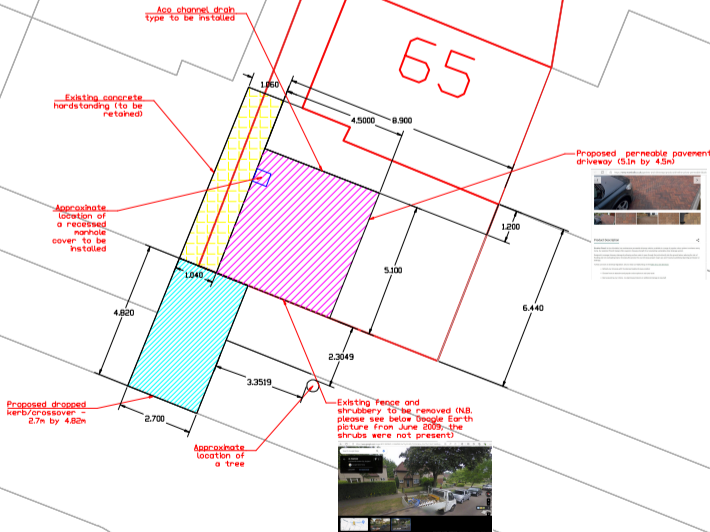 Aco channel drain
type to be installed
65
1.060
8.900
4.5000
Existing concrete
hardstanding (to be
retained)
Proposed permeable pavement
driveway (5.1m by 4.5m)
Approximate
location of
a recessed
manhole
cover to be
installed
1.200
5.100
1.040
6.440
4.820
2.3049
3.3519
Proposed dropped
kerb/crossover -
2.7m by 4.82m
2.700
Approximate
location of
a tree
Existing fence and
shrubbery to be removed (N.B.
please see below Google Earth
picture from June 2009, the
shrubs were not present)